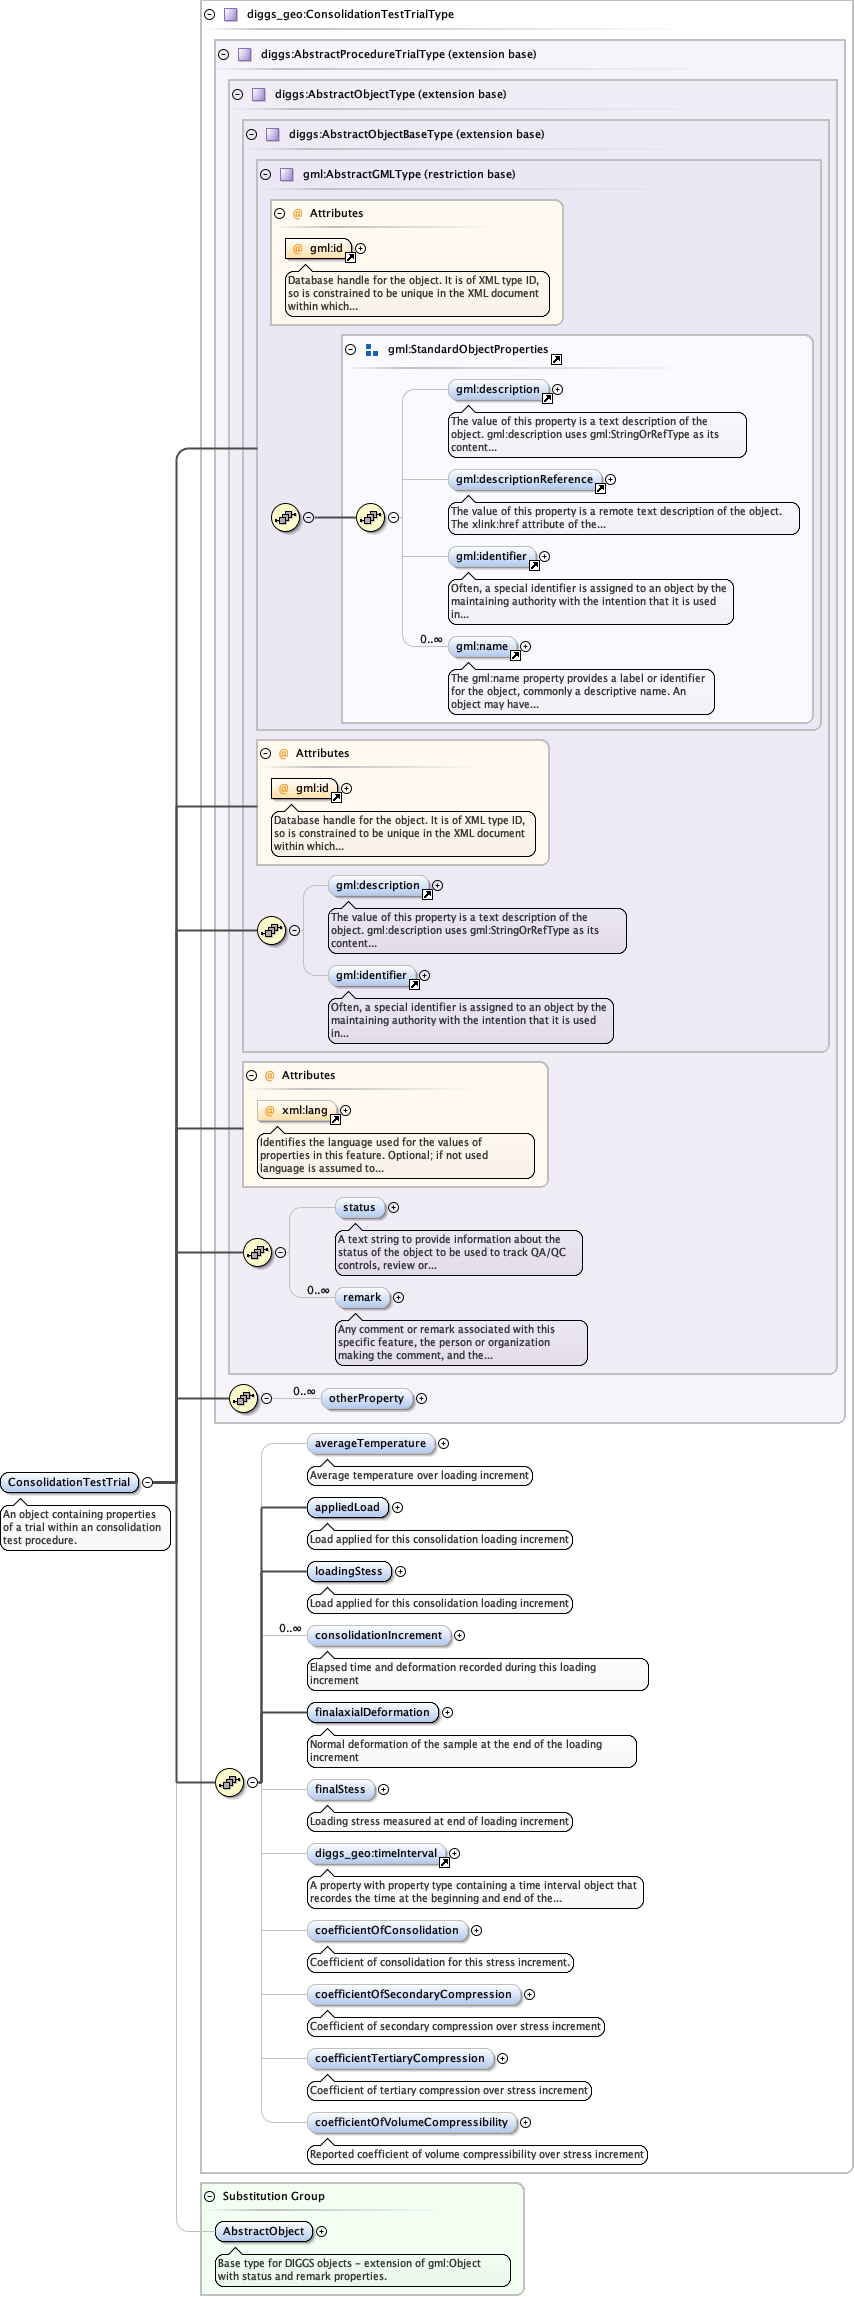 diggs_geo:ConsolidationTestTrialType
diggs:AbstractProcedureTrialType (extension base)
diggs:AbstractObjectType (extension base)
diggs:AbstractObjectBaseType (extension base)
gml:AbstractGMLType (restriction base)
@ Attributes
@ gml:id
Database handle for the object. It is of XML type ID,
so is constrained to be unique in the XML document
within which...
gml:StandardObjectProperties
gml:description
The value of this property is a text description of the
object. gml:description uses gml:StringOrRefType as its
content...
gml:descriptionReference
The value of this property is a remote text description of the object.
The xlink:href attribute of the...
gml:identifier
Often, a special identifier is assigned to an object by the
maintaining authority with the intention that it is used
in...
0..∞
gml:name
The gml:name property provides a label or identifier
for the object, commonly a descriptive name. An
object may have...
@ Attributes
@ gml:id
Database handle for the object. It is of XML type ID,
so is constrained to be unique in the XML document
within which...
gml:description
The value of this property is a text description of the
object. gml:description uses gml:StringOrRefType as its
content...
gml:identifier
Often, a special identifier is assigned to an object by the
maintaining authority with the intention that it is used
in...
@ Attributes
@ xml:lang
Identifies the language used for the values of
properties in this feature. Optional; if not used
language is assumed to...
status
A text string to provide information about the
status of the object to be used to track QA/QC
controls, review or...
0..∞
remark
Any comment or remark associated with this
specific feature, the person or organization
making the comment, and the...
0..∞
otherProperty
ConsolidationTestTrial
An object containing properties
of a trial within an consolidation
test procedure.
averageTemperature
Average temperature over loading increment
appliedLoad
Load applied for this consolidation loading increment
loadingStess
Load applied for this consolidation loading increment
0..∞
consolidationIncrement
Elapsed time and deformation recorded during this loading
increment
finalaxialDeformation
Normal deformation of the sample at the end of the loading
increment
finalStess
Loading stress measured at end of loading increment
diggs_geo:timeInterval
A property with property type containing a time interval object that
recordes the time at the beginning and end of the...
coefficientOfConsolidation
Coefficient of consolidation for this stress increment.
coefficientOfSecondaryCompression
Coefficient of secondary compression over stress increment
coefficientTertiaryCompression
Coefficient of tertiary compression over stress increment
coefficientOfVolumeCompressibility
Reported coefficient of volume compressibility over stress increment
Substitution Group
AbstractObject
Base type for DIGGS objects - extension of gml:Object
with status and remark properties.